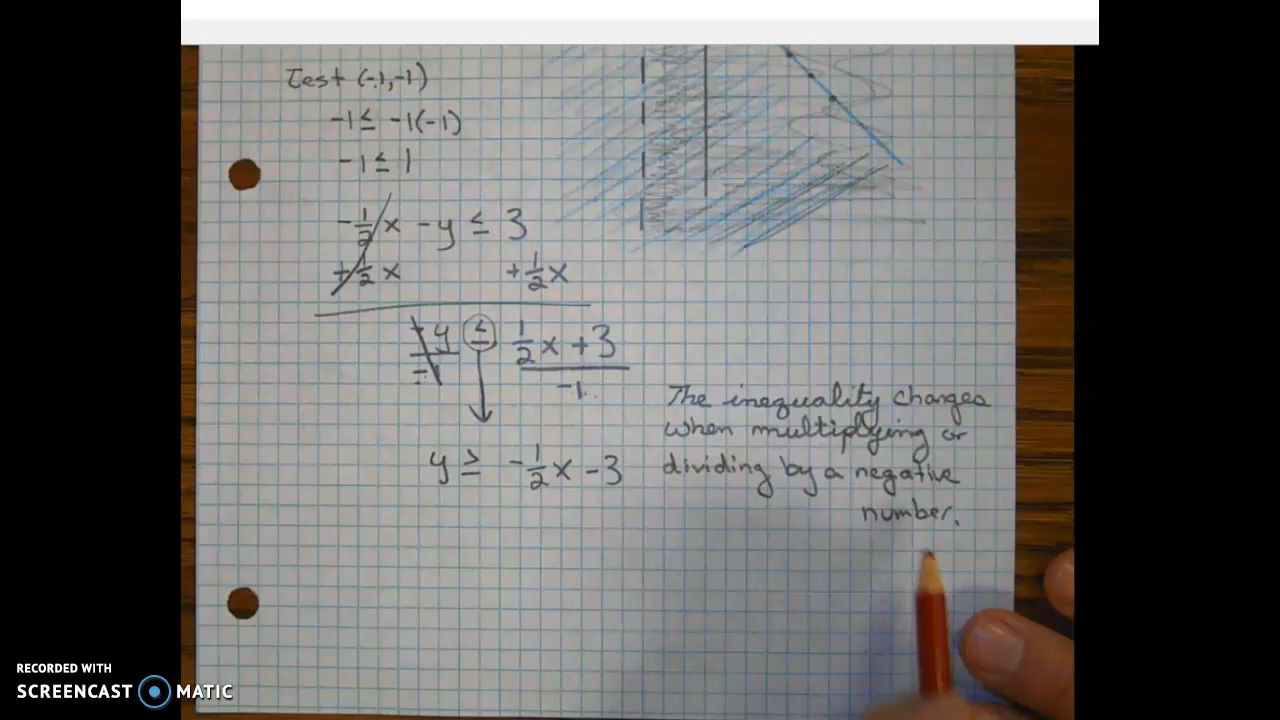 Test (-1,-1)
-1 ≤ -1(-1)
-1 ≤ 1
-1/2x - y ≤ 3
+1/2x +1/2x
-y ≤ 1/2x + 3
-1 -1
y ≥ -1/2x - 3
The inequality changes
when multiplying or
dividing by a negative
number.
RECORDED WITH
SCREENCAST MATIC